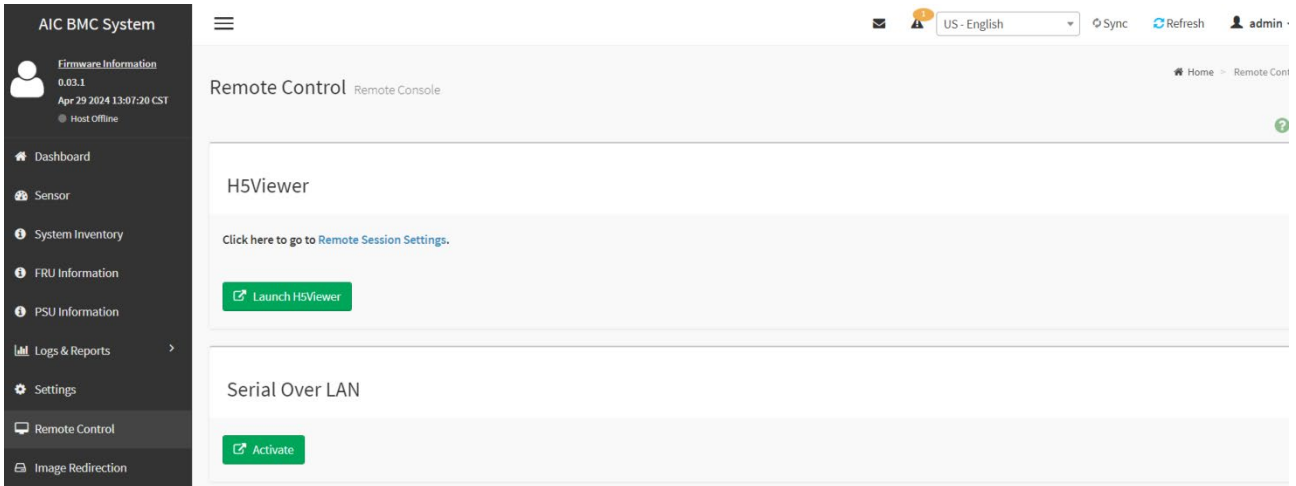 AIC BMC System
1
US - English
Sync
Refresh
admin
Firmware Information
0.03.1
Apr 29 2024 13:07:20 CST
Host Offline
Remote Control Remote Console
Home > Remote Cont
Dashboard
H5Viewer
Sensor
System Inventory
Click here to go to Remote Session Settings.
FRU Information
Launch H5Viewer
PSU Information
Logs & Reports
Serial Over LAN
Settings
Remote Control
Activate
Image Redirection